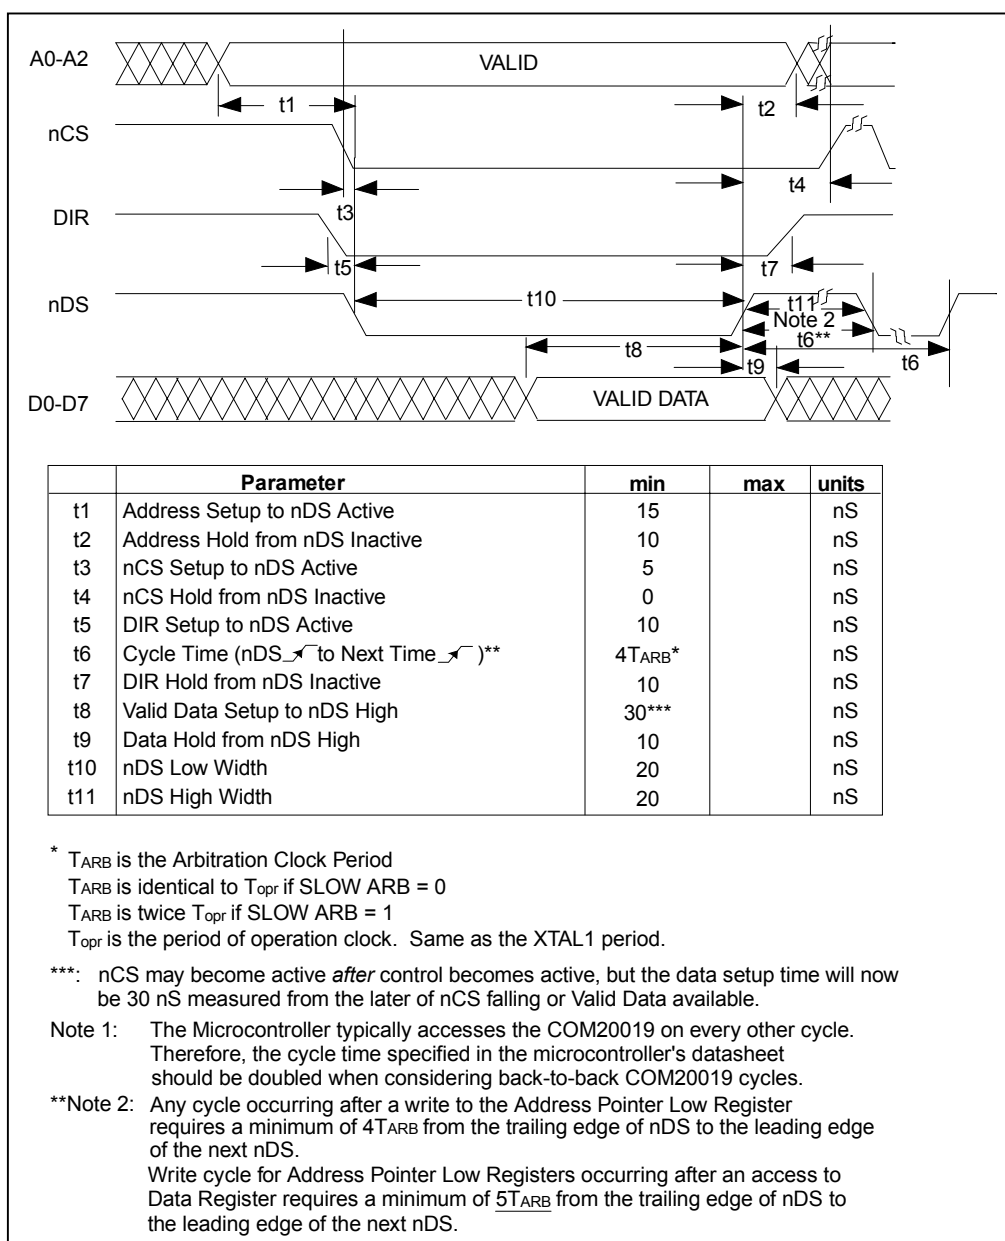 A0-A2
VALID
t1
t2
nCS
t3
t4
DIR
t5
t7
nDS
t10
t11
Note 2
t6**
t8
t9
t6
D0-D7
VALID DATA
Parameter min max units
t1 Address Setup to nDS Active 15 nS
t2 Address Hold from nDS Inactive 10 nS
t3 nCS Setup to nDS Active 5 nS
t4 nCS Hold from nDS Inactive 0 nS
t5 DIR Setup to nDS Active 10 nS
t6 Cycle Time (nDS to Next Time )** 4TARB* nS
t7 DIR Hold from nDS Inactive 10 nS
t8 Valid Data Setup to nDS High 30*** nS
t9 Data Hold from nDS High 10 nS
t10 nDS Low Width 20 nS
t11 nDS High Width 20 nS
* TARB is the Arbitration Clock Period
TARB is identical to Topr if SLOW ARB = 0
TARB is twice Topr if SLOW ARB = 1
Topr is the period of operation clock. Same as the XTAL1 period.
***: nCS may become active after control becomes active, but the data setup time will now
be 30 nS measured from the later of nCS falling or Valid Data available.
Note 1: The Microcontroller typically accesses the COM20019 on every other cycle.
Therefore, the cycle time specified in the microcontroller's datasheet
should be doubled when considering back-to-back COM20019 cycles.
**Note 2: Any cycle occurring after a write to the Address Pointer Low Register
requires a minimum of 4TARB from the trailing edge of nDS to the leading edge
of the next nDS.
Write cycle for Address Pointer Low Registers occurring after an access to
Data Register requires a minimum of 5TARB from the trailing edge of nDS to
the leading edge of the next nDS.